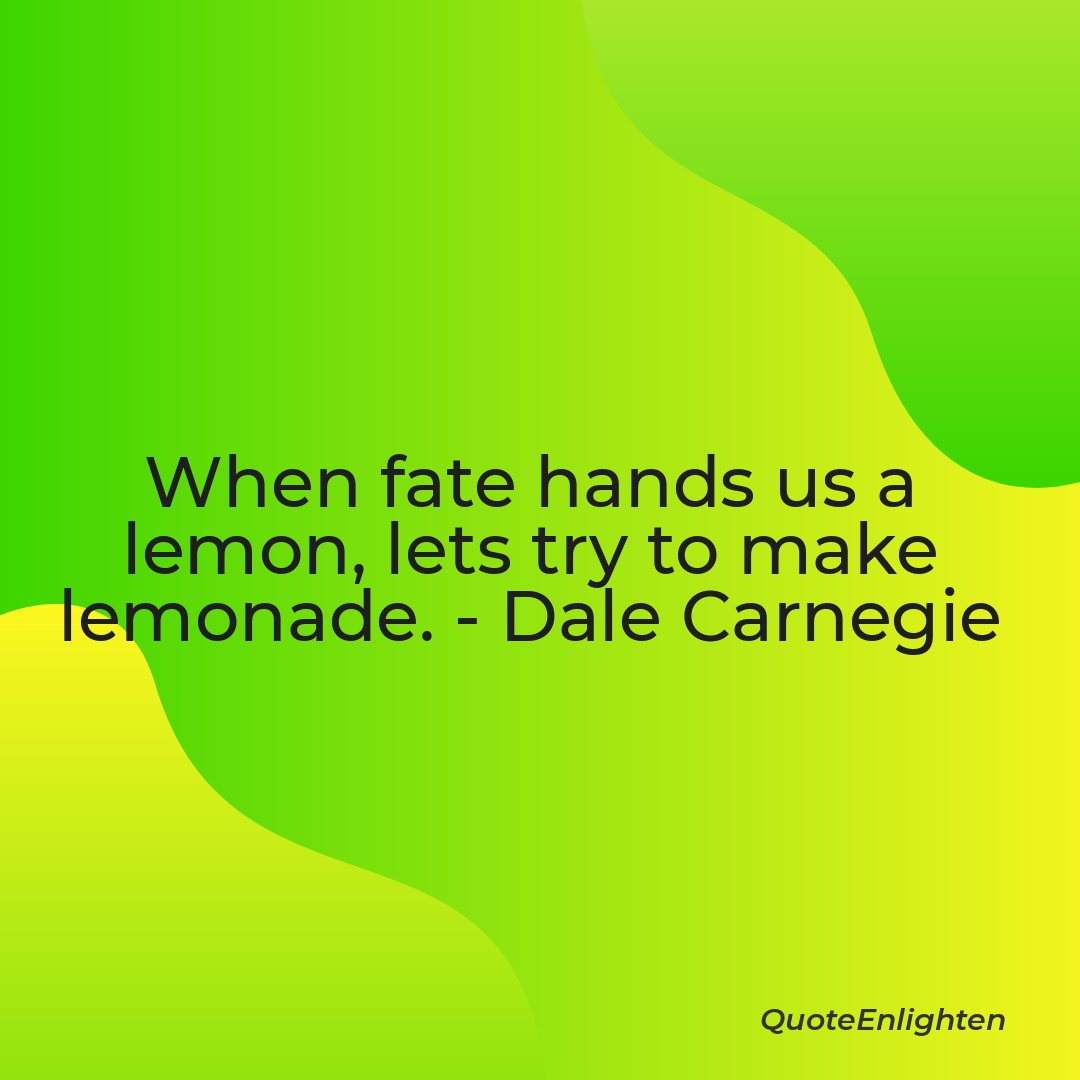 When fate hands us a
lemon, lets try to make
lemonade. - Dale Carnegie
QuoteEnlighten